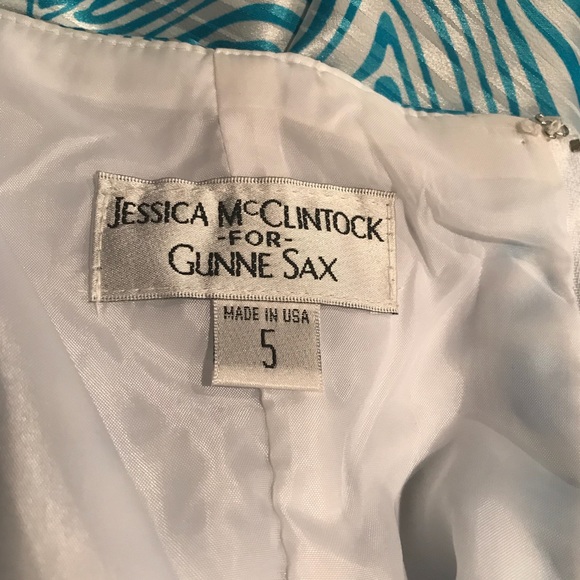 JESSICA McCLINTOCK
-FOR-
GUNNE SAX
MADE IN USA
5